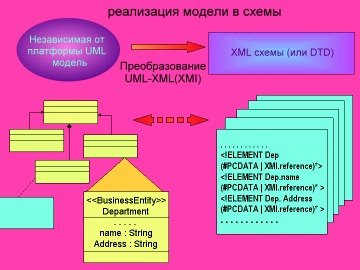 реализация модели в схемы
Независимая от
платформы UML
модель
XML схемы (или DTD)
Преобразование
UML-XML(XMI)
. . . . . . . . . . . .
<!ELEMENT Dep
(#PCDATA | XMI.reference)*>
<!ELEMENT Dep.name
(#PCDATA | XMI.reference)* >
<!ELEMENT Dep. Address
(#PCDATA | XMI.reference)* >
. . . . . . . . . . . .
<<BusinessEntity>>
Department
. . . . .
name : String
Address : String